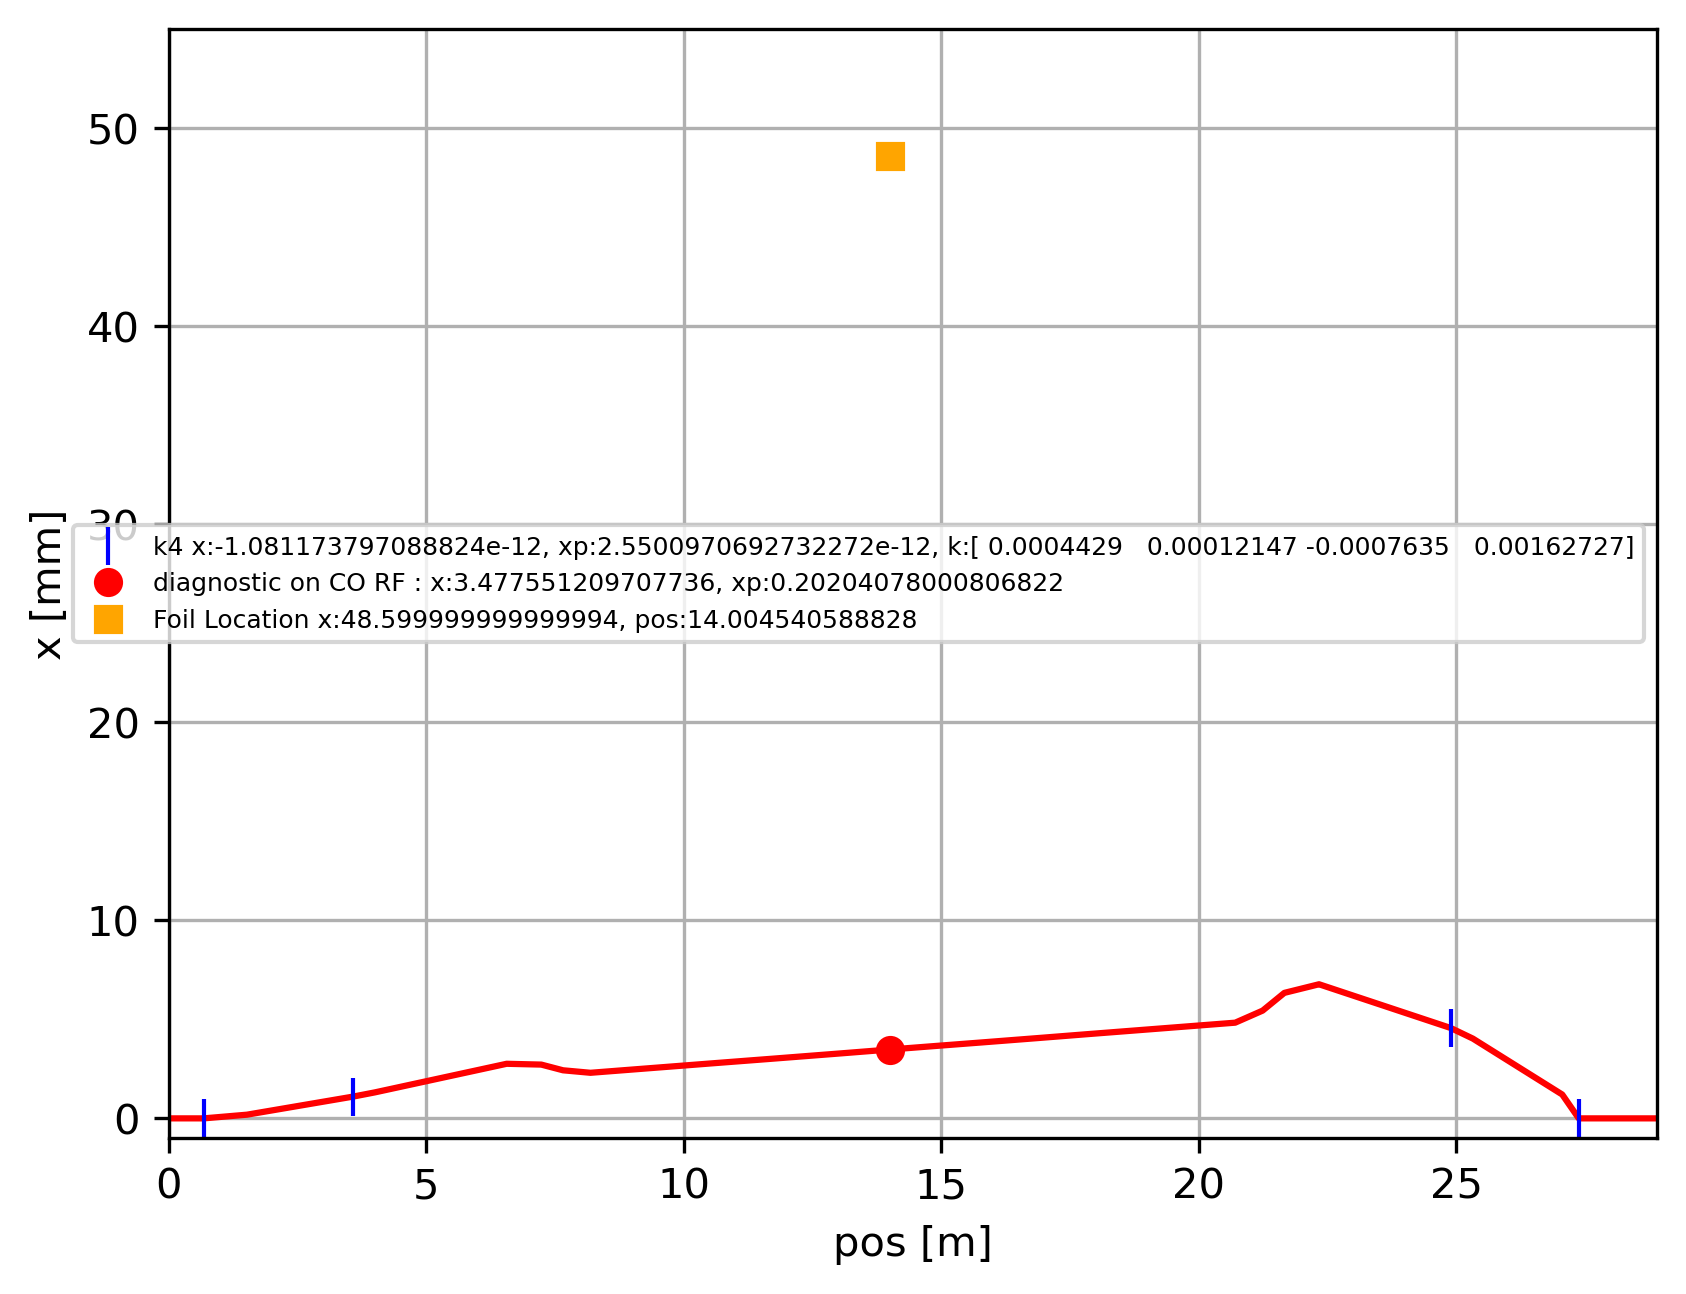 50
40
30
20
10
0
x [mm]
k4 x:-1.081173797088824e-12, xp:2.5500970692732272e-12, k:[ 0.0004429   0.00012147 -0.0007635   0.00162727]
diagnostic on CO RF : x:3.477551209707736, xp:0.20204078000806822
Foil Location x:48.599999999999994, pos:14.004540588828
0 5 10 15 20 25
pos [m]